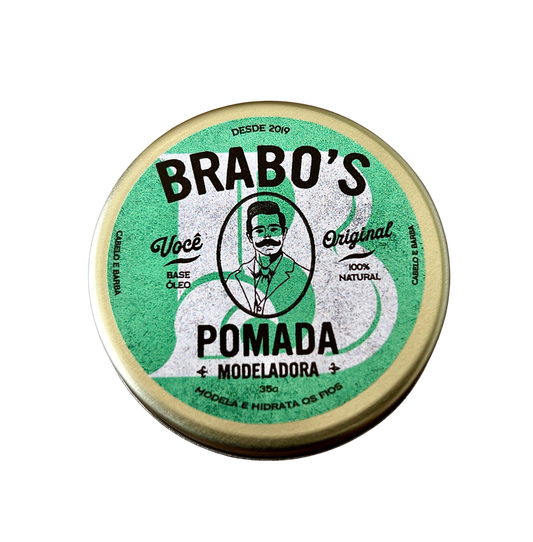 DESDE 2019
BRABO'S
Você
Original
BASE
ÓLEO
100%
NATURAL
CABELO E BARBA
CABELO E BARBA
POMADA
MODELADORA
35g
MODELA E HIDRATA OS FIOS